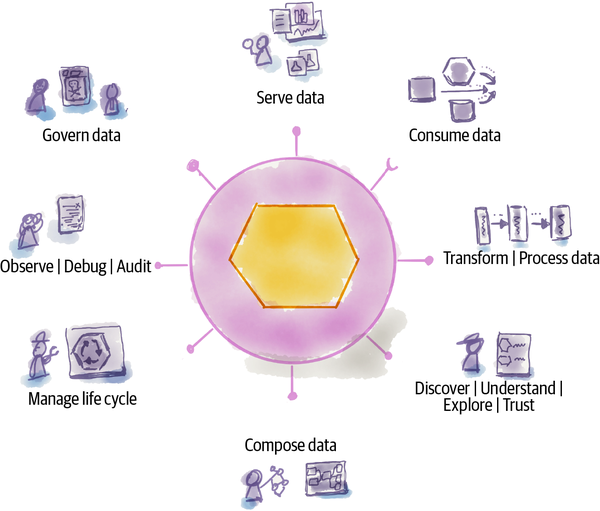 Serve data
Govern data
Consume data
Observe | Debug | Audit
Transform | Process data
Manage life cycle
Discover | Understand |
Explore | Trust
Compose data